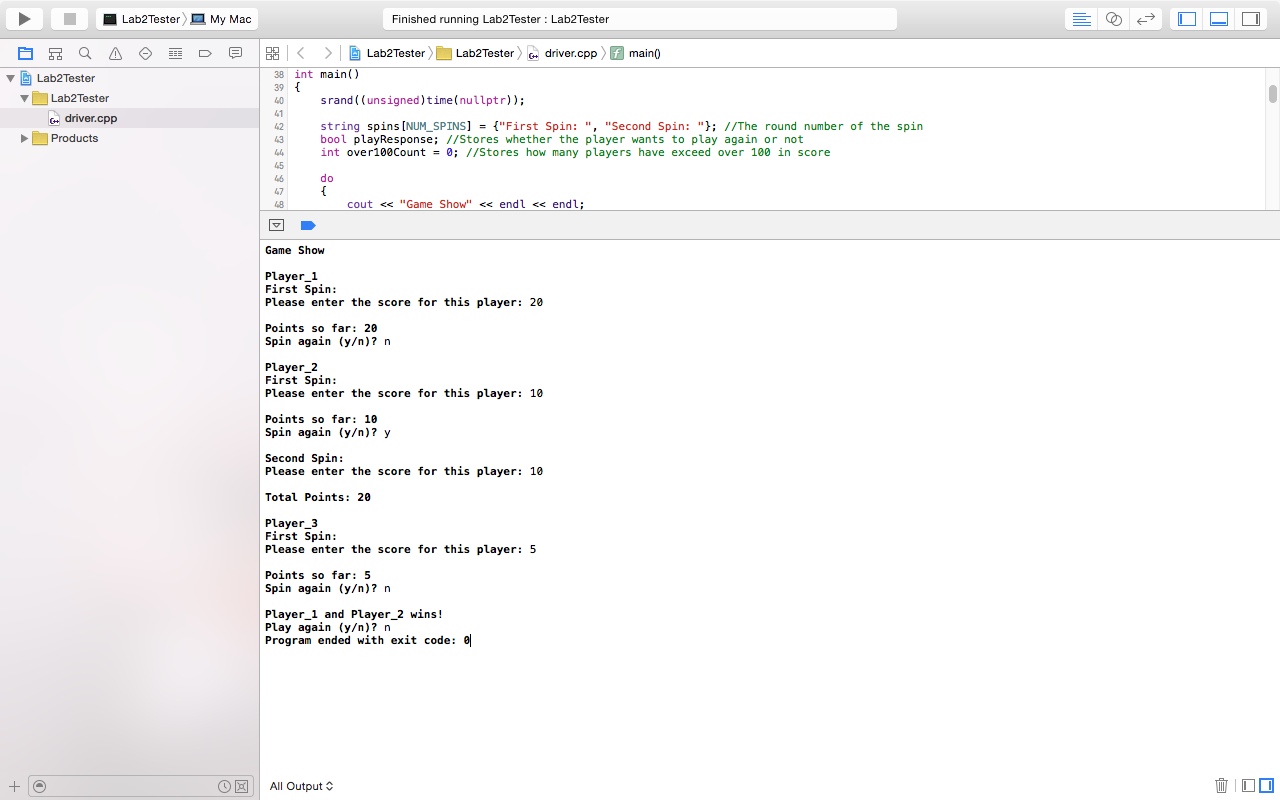 Lab2Tester My Mac
Finished running Lab2Tester : Lab2Tester
Lab2Tester
Lab2Tester
driver.cpp
Products
Lab2Tester Lab2Tester driver.cpp main()
38 int main()
39 {
40 srand((unsigned)time(nullptr));
41
42 string spins[NUM_SPINS] = {"First Spin: ", "Second Spin: "}; //The round number of the spin
43 bool playResponse; //Stores whether the player wants to play again or not
44 int over100Count = 0; //Stores how many players have exceed over 100 in score
45
46 do
47 {
48 cout << "Game Show" << endl << endl;
Game Show
Player_1
First Spin:
Please enter the score for this player: 20
Points so far: 20
Spin again (y/n)? n
Player_2
First Spin:
Please enter the score for this player: 10
Points so far: 10
Spin again (y/n)? y
Second Spin:
Please enter the score for this player: 10
Total Points: 20
Player_3
First Spin:
Please enter the score for this player: 5
Points so far: 5
Spin again (y/n)? n
Player_1 and Player_2 wins!
Play again (y/n)? n
Program ended with exit code: 0
All Output